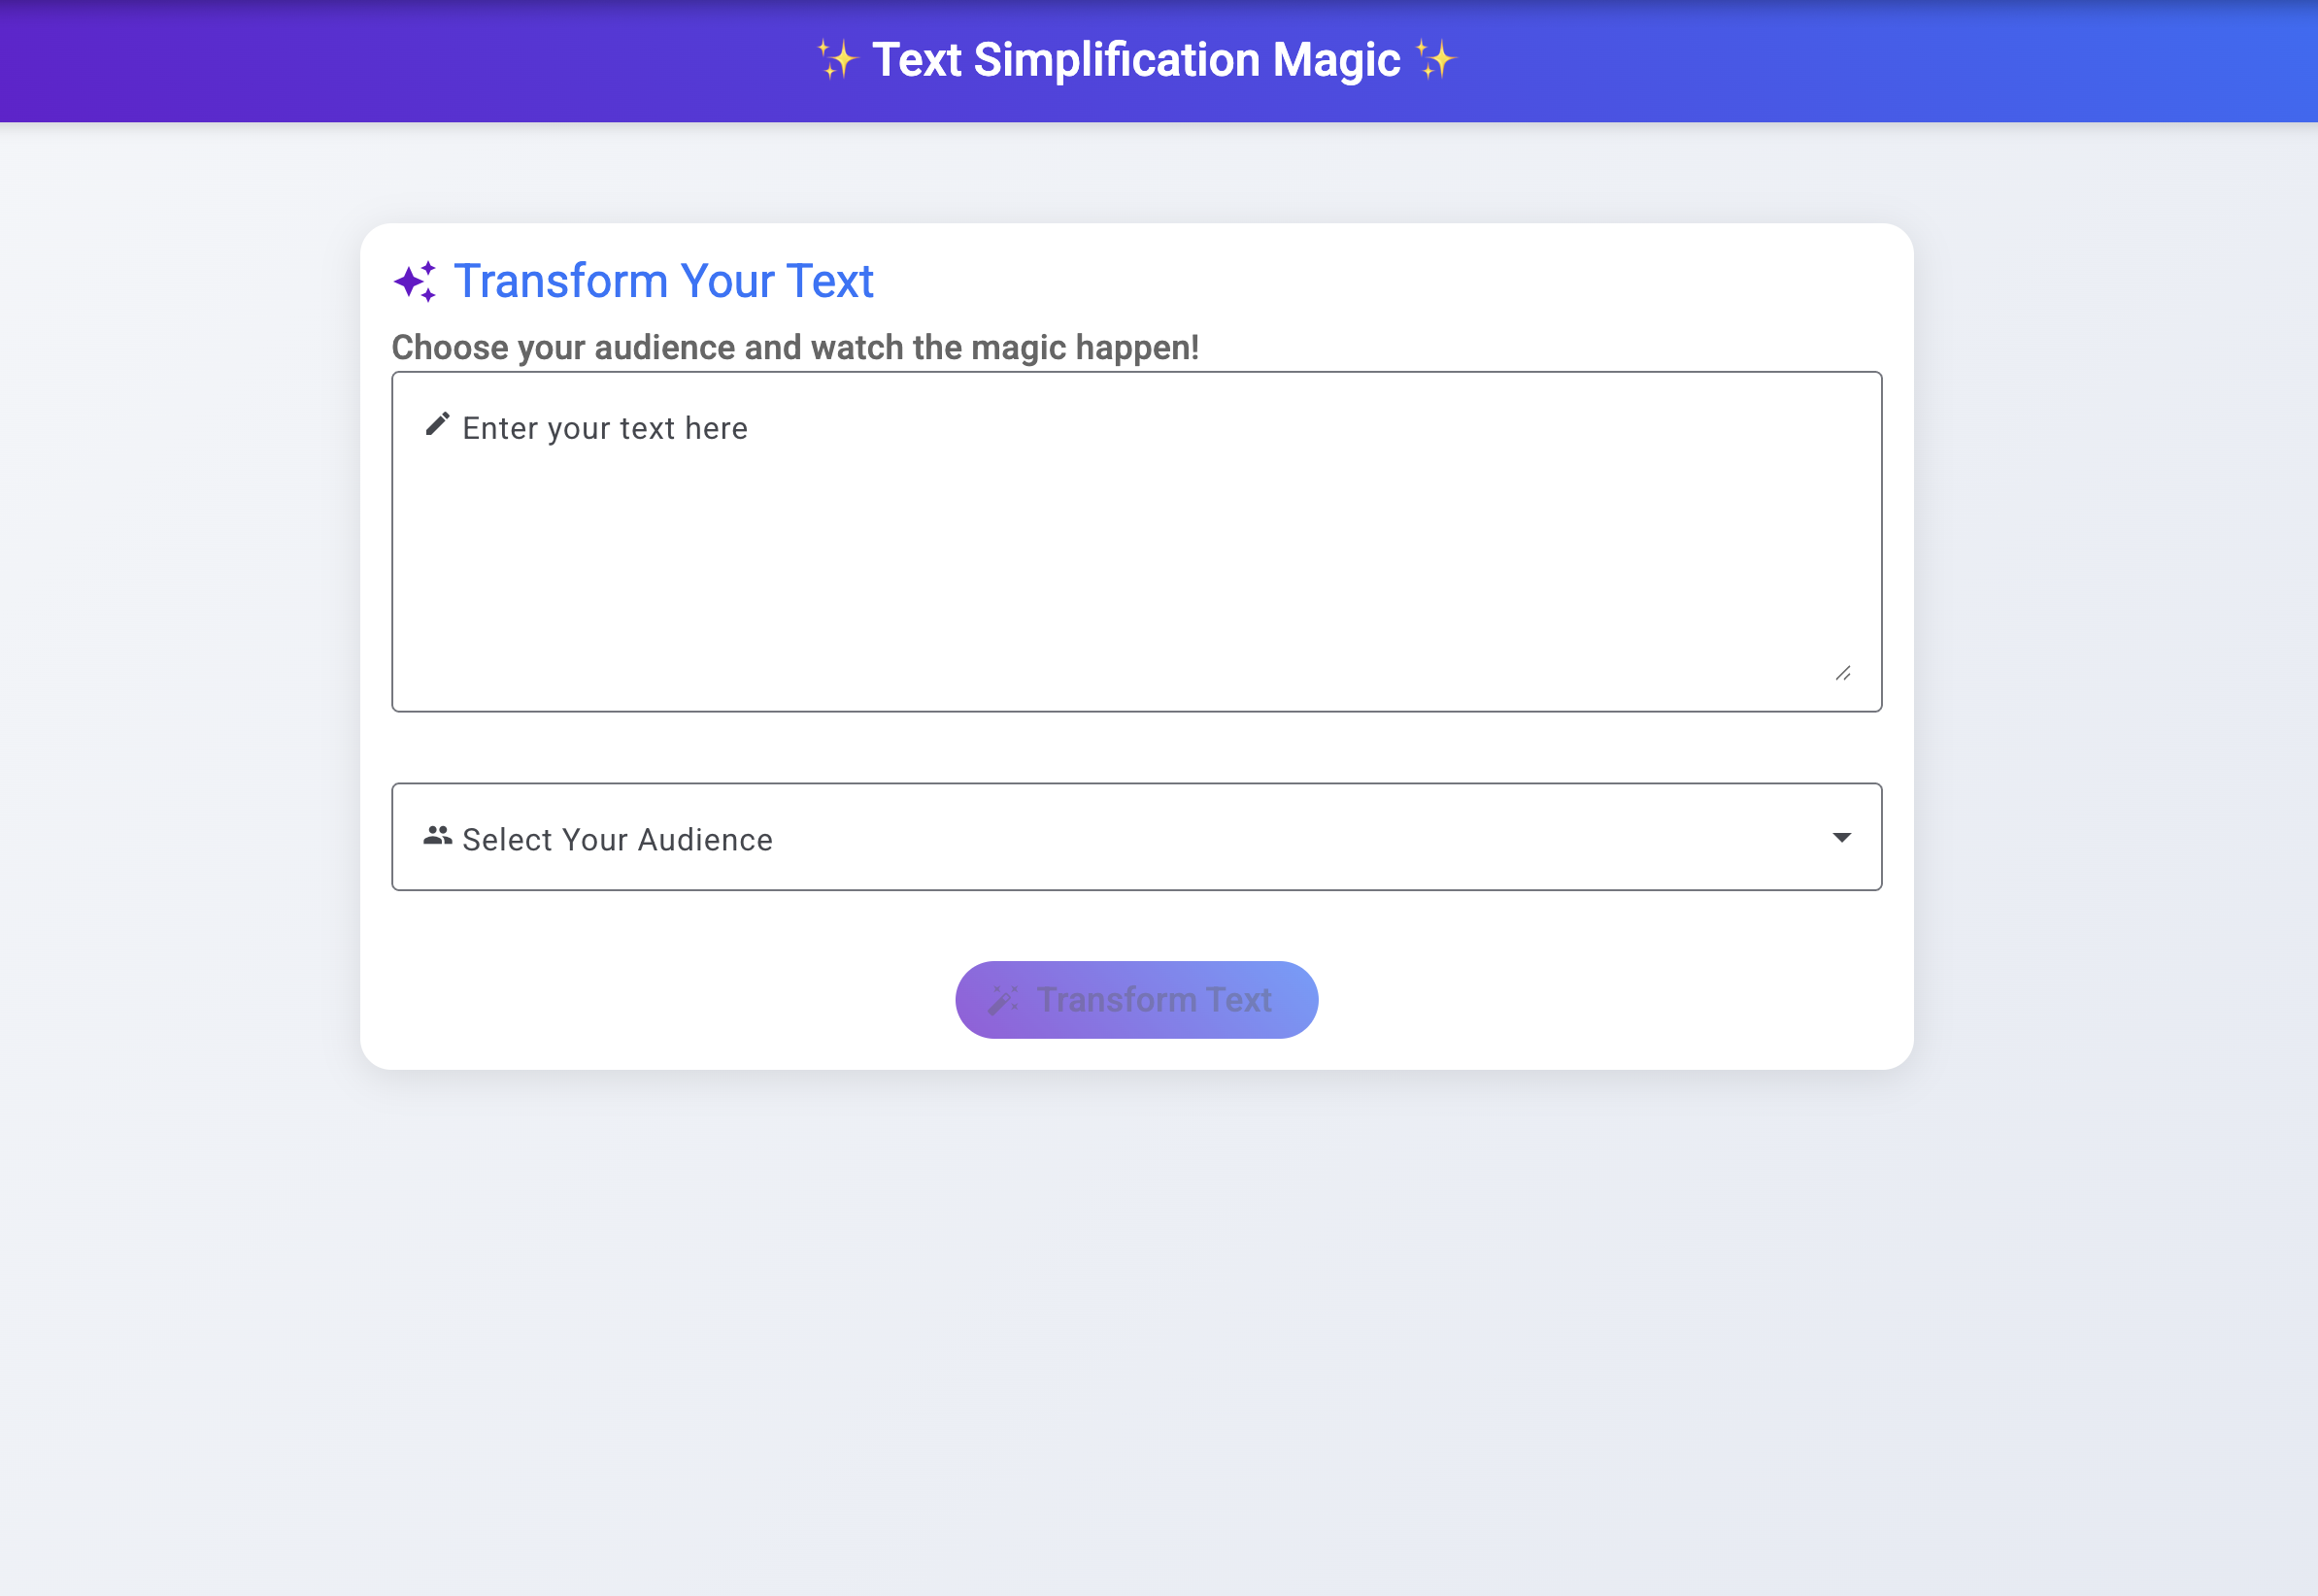 ✨ Text Simplification Magic ✨
Transform Your Text
Choose your audience and watch the magic happen!
Enter your text here
Select Your Audience
Transform Text